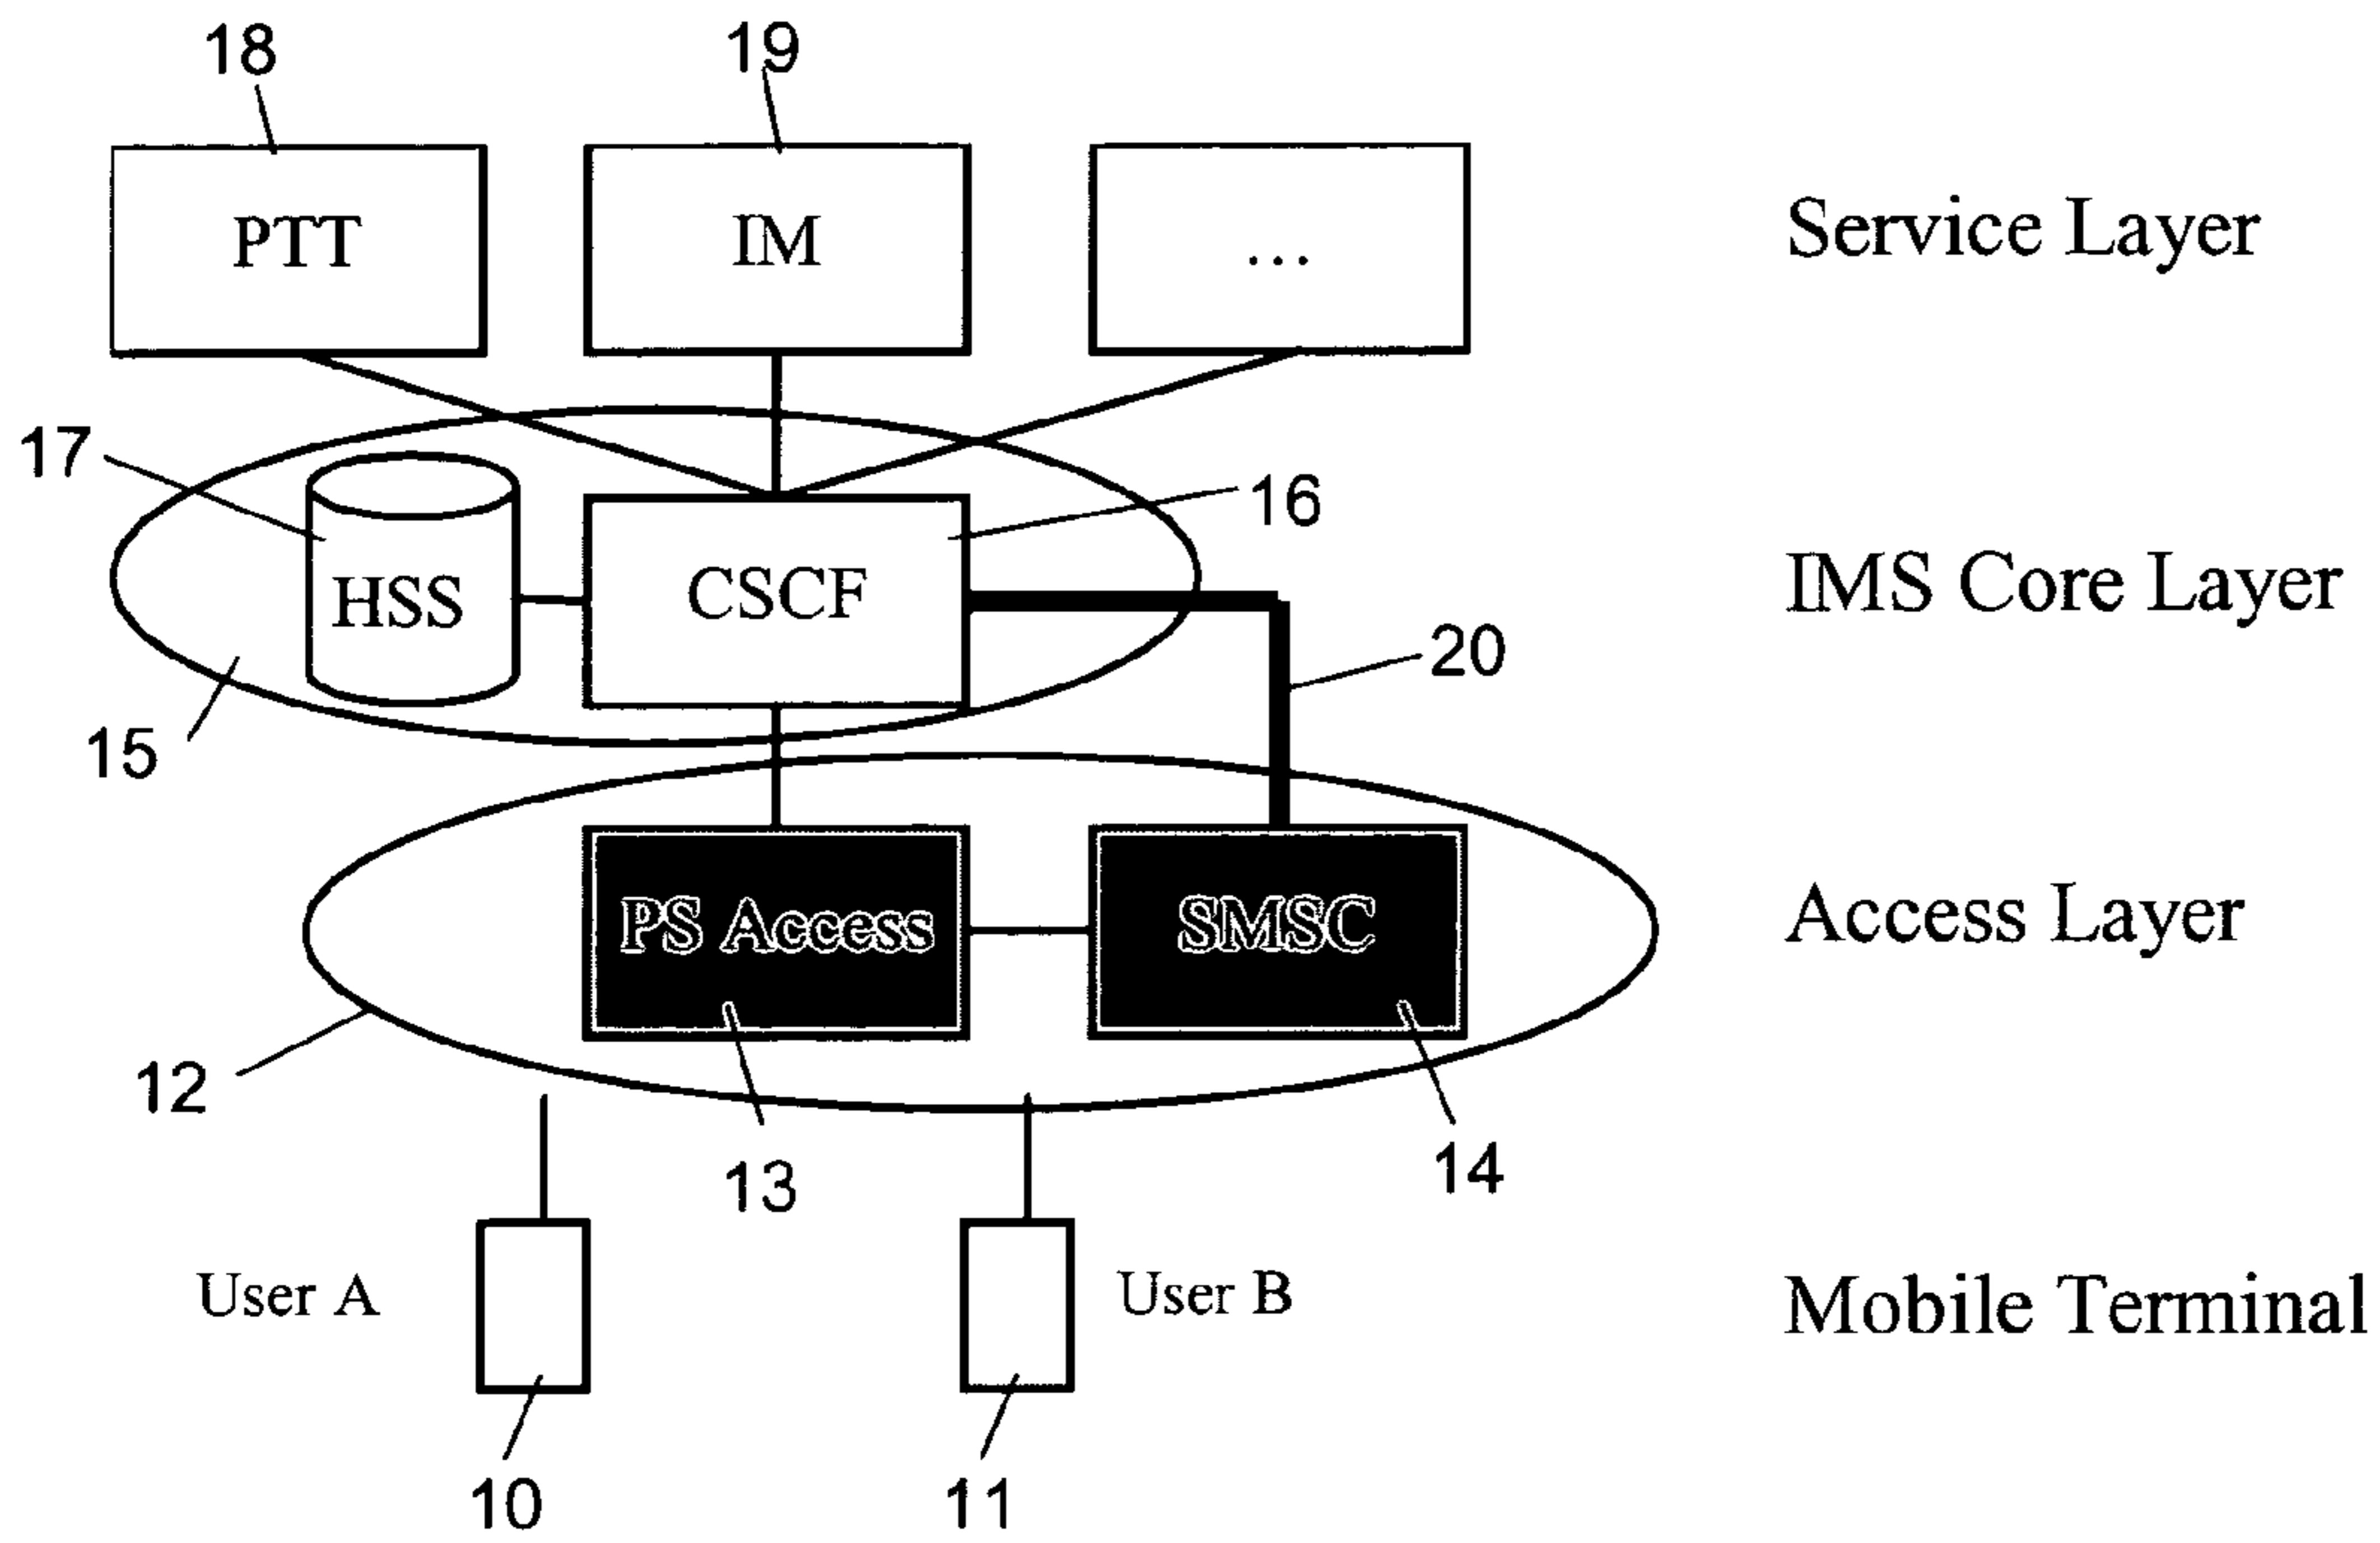 18
19
PTT
IM
...
Service Layer
17
16
HSS
CSCF
IMS Core Layer
20
15
PS Access
SMSC
Access Layer
12
13
14
User A
User B
Mobile Terminal
10
11